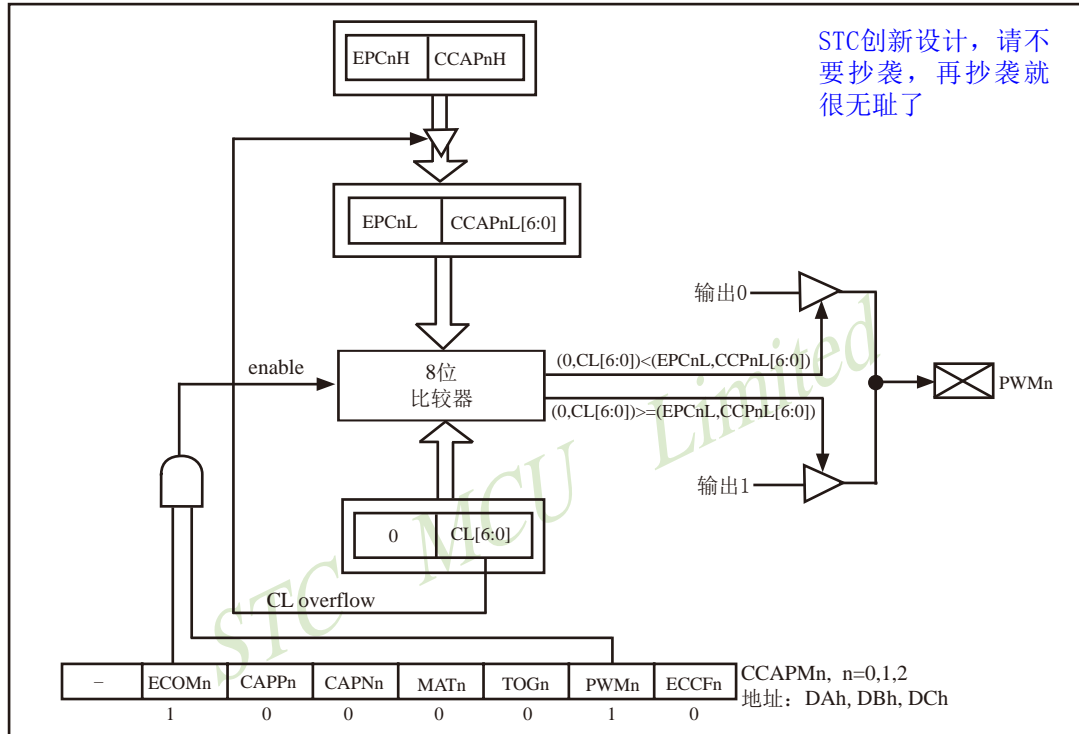 EPCnH CCAPnH
STC创新设计，请不
要抄袭，再抄袭就
很无耻了
EPCnL CCAPnL[6:0]
输出0
enable
8位
比较器
(0,CL[6:0])<(EPCnL,CCPnL[6:0])
(0,CL[6:0])>=(EPCnL,CCPnL[6:0])
PWMn
输出1
0 CL[6:0]
CL overflow
STC MCU Limited
– ECOMn CAPPn CAPNn MATn TOGn PWMn ECCFn
CCAPMn, n=0,1,2
地址：DAh, DBh, DCh
1 0 0 0 0 1 0